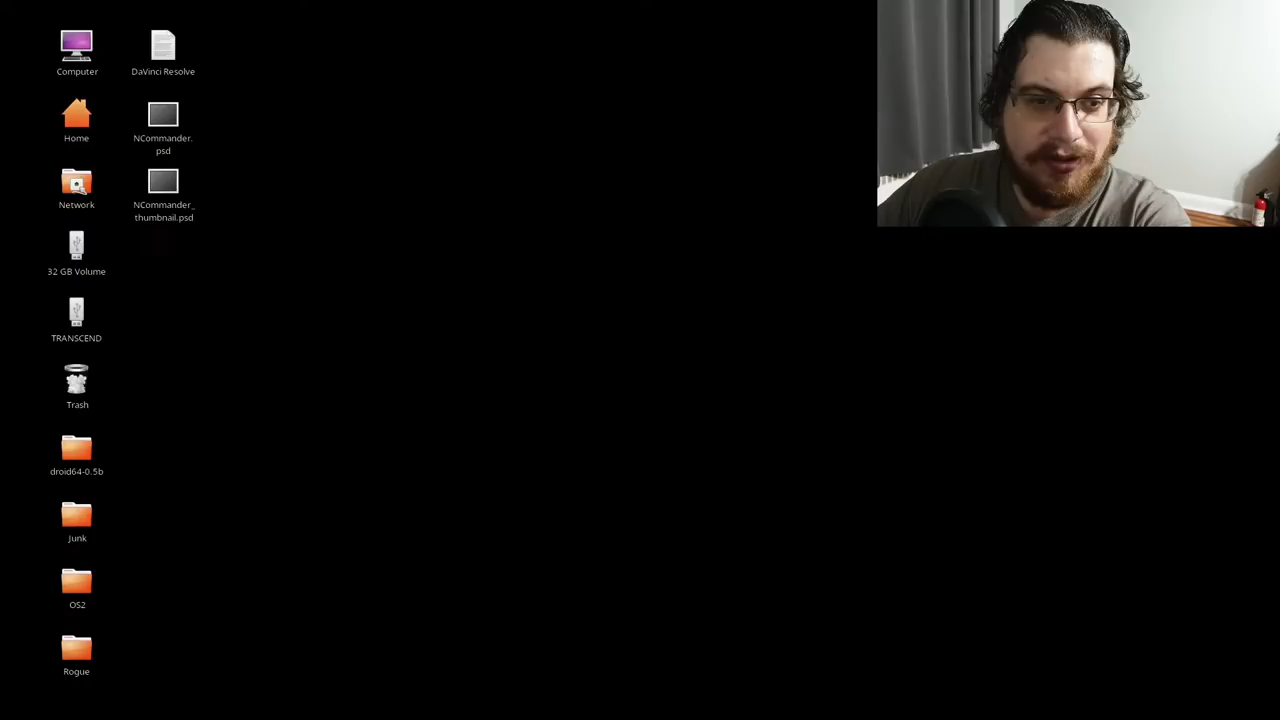 Computer
DaVinci Resolve
Home
NCommander.
psd
Network
NCommander_
thumbnail.psd
32 GB Volume
TRANSCEND
Trash
droid64-0.5b
Junk
OS2
Rogue